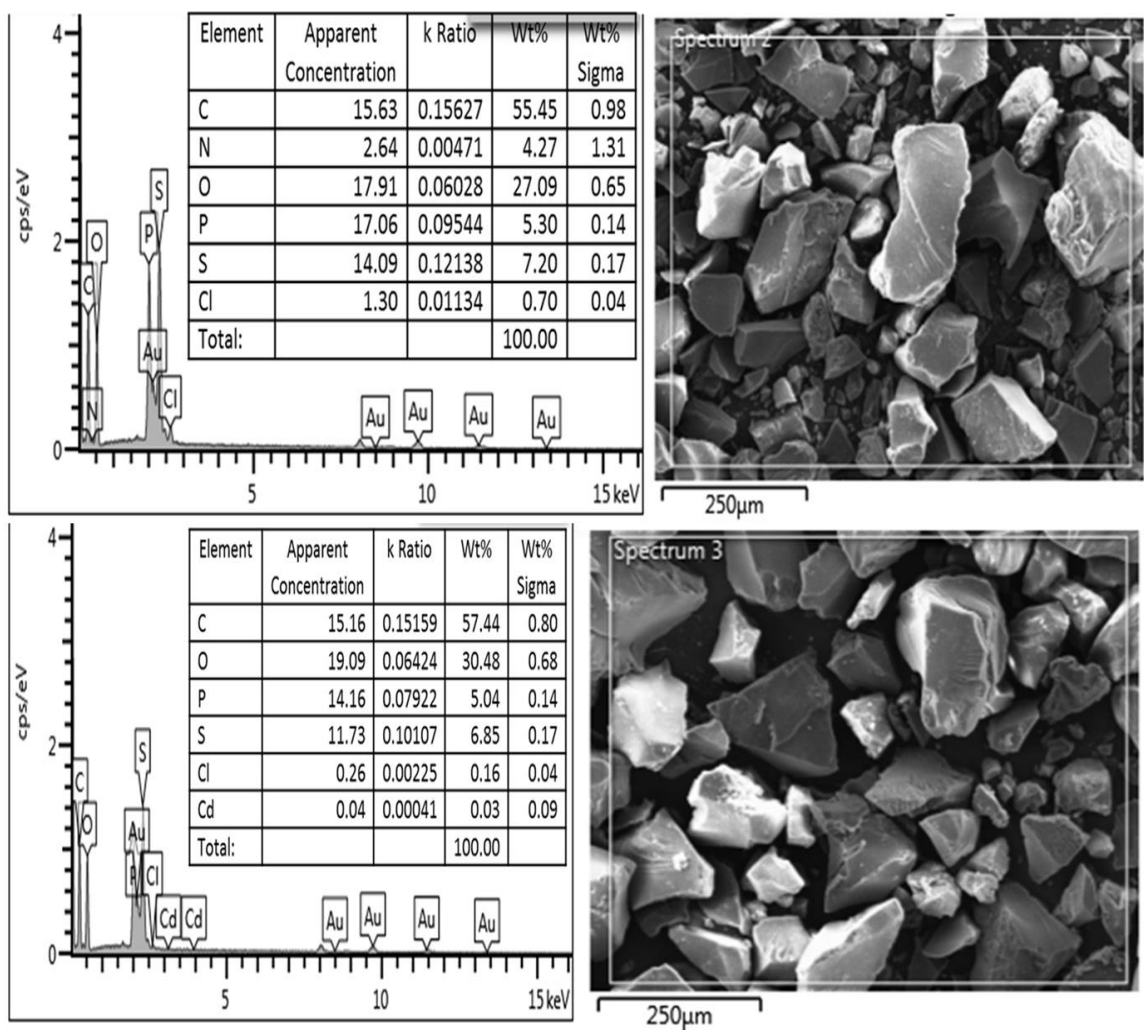 Element Apparent Concentration k Ratio Wt% Wt% Sigma
C 15.63 0.15627 55.45 0.98
N 2.64 0.00471 4.27 1.31
O 17.91 0.06028 27.09 0.65
P 17.06 0.09544 5.30 0.14
S 14.09 0.12138 7.20 0.17
Cl 1.30 0.01134 0.70 0.04
Total: 100.00
cps/eV
4
2
0
S
P
O
C
Au
Cl
N
Au Au Au Au
5 10 15 keV
Spectrum 2
250μm
Element Apparent Concentration k Ratio Wt% Wt% Sigma
C 15.16 0.15159 57.44 0.80
O 19.09 0.06424 30.48 0.68
P 14.16 0.07922 5.04 0.14
S 11.73 0.10107 6.85 0.17
Cl 0.26 0.00225 0.16 0.04
Cd 0.04 0.00041 0.03 0.09
Total: 100.00
cps/eV
4
2
0
S
C
O
Au
P Cl
Cd Cd
Au Au Au Au
5 10 15 keV
Spectrum 3
250μm